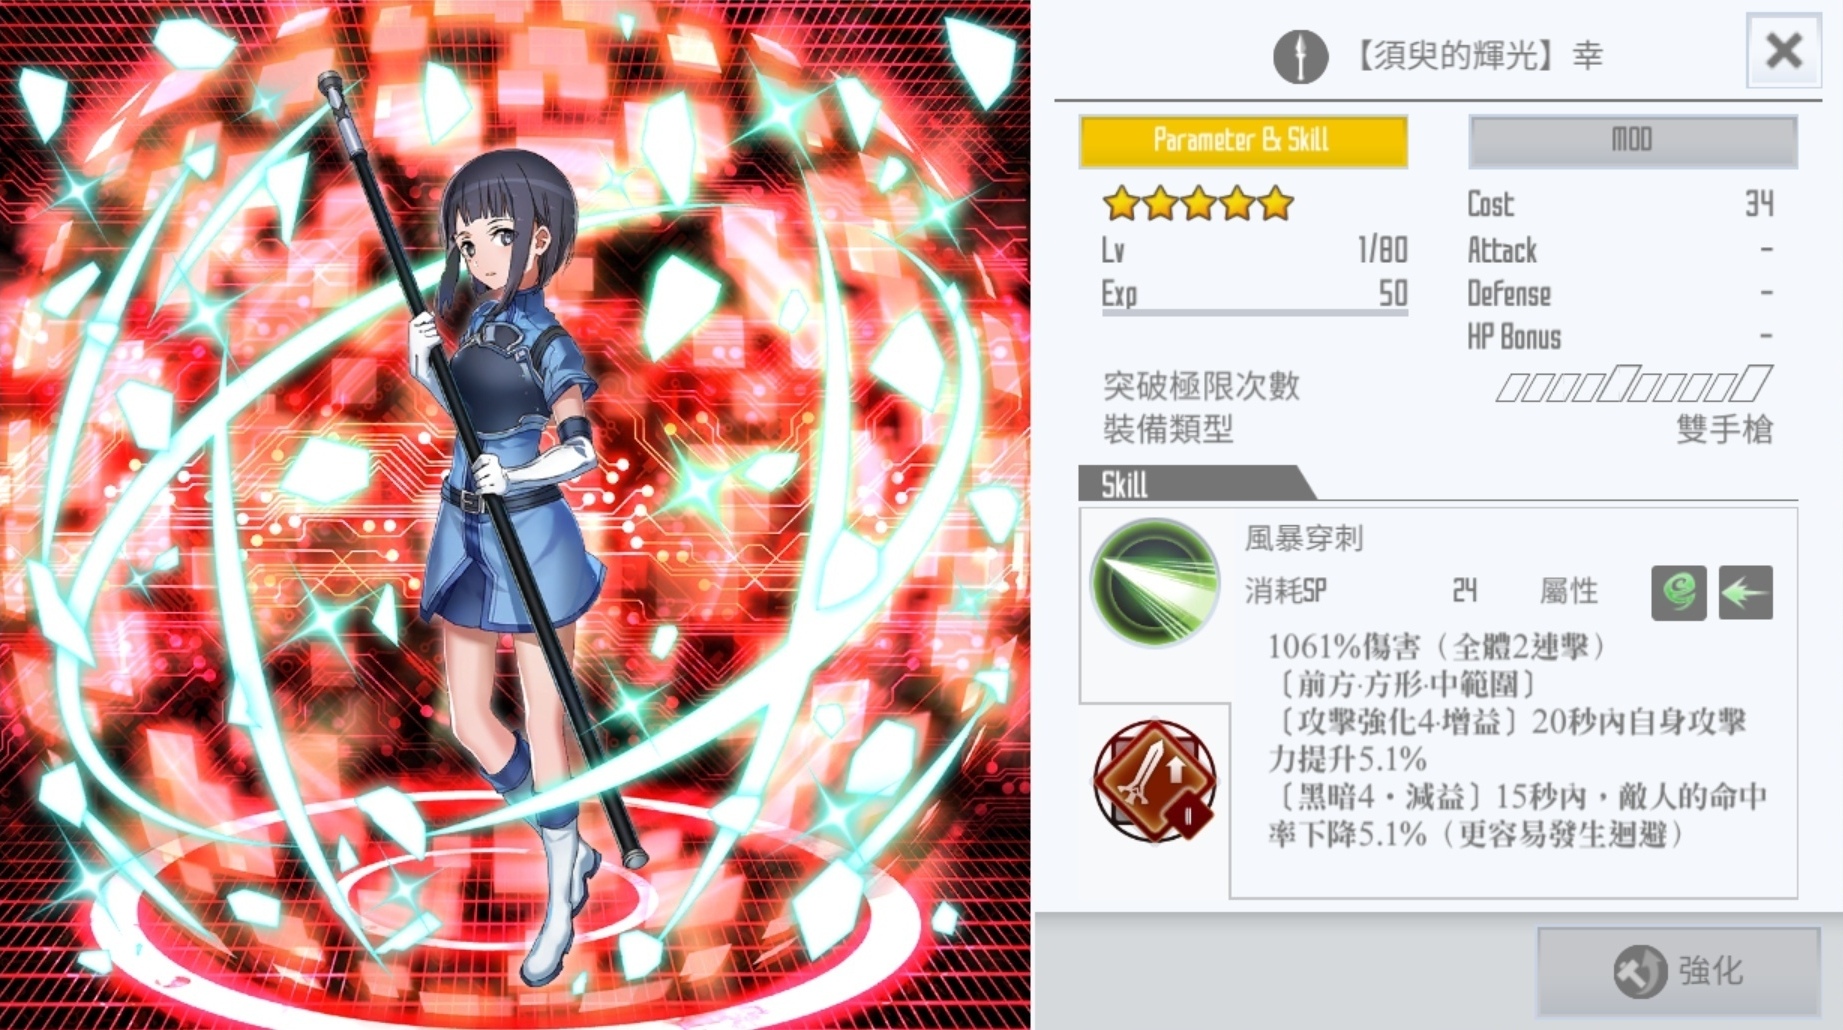 【須臾的輝光】幸
Parameter & Skill
MOD
Lv 1/80
Exp 50
Cost 34
Attack -
Defense -
HP Bonus -
突破極限次數
裝備類型 雙手槍
Skill
風暴穿刺
消耗SP 24 屬性
1061%傷害（全體2連擊）
〔前方·方形·中範圍〕
〔攻擊強化4·增益〕20秒內自身攻擊
力提升5.1%
〔黑暗4・減益〕15秒內，敵人的命中
率下降5.1%（更容易發生迴避）
II
強化